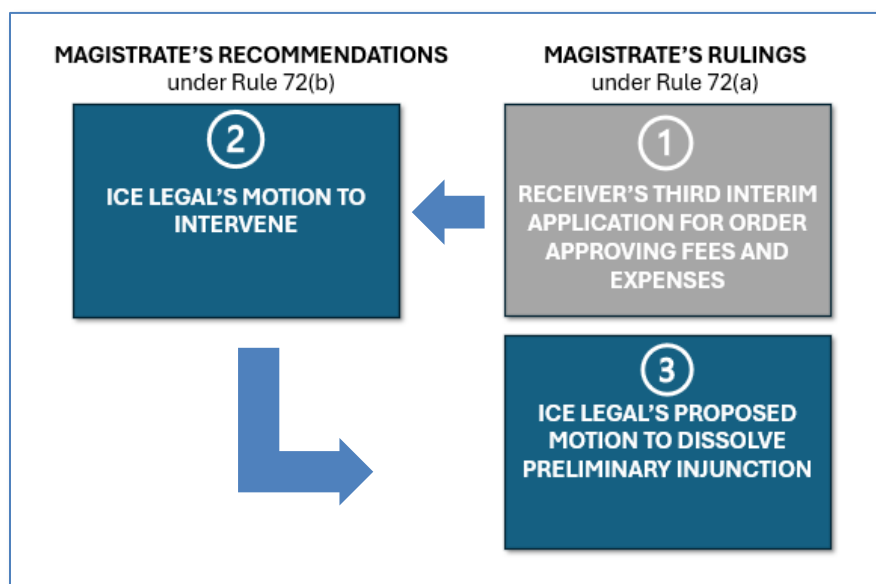 MAGISTRATE'S RECOMMENDATIONS
under Rule 72(b)
2
ICE LEGAL'S MOTION TO
INTERVENE
MAGISTRATE'S RULINGS
under Rule 72(a)
1
RECEIVER'S THIRD INTERIM
APPLICATION FOR ORDER
APPROVING FEES AND
EXPENSES
3
ICE LEGAL'S PROPOSED
MOTION TO DISSOLVE
PRELIMINARY INJUNCTION